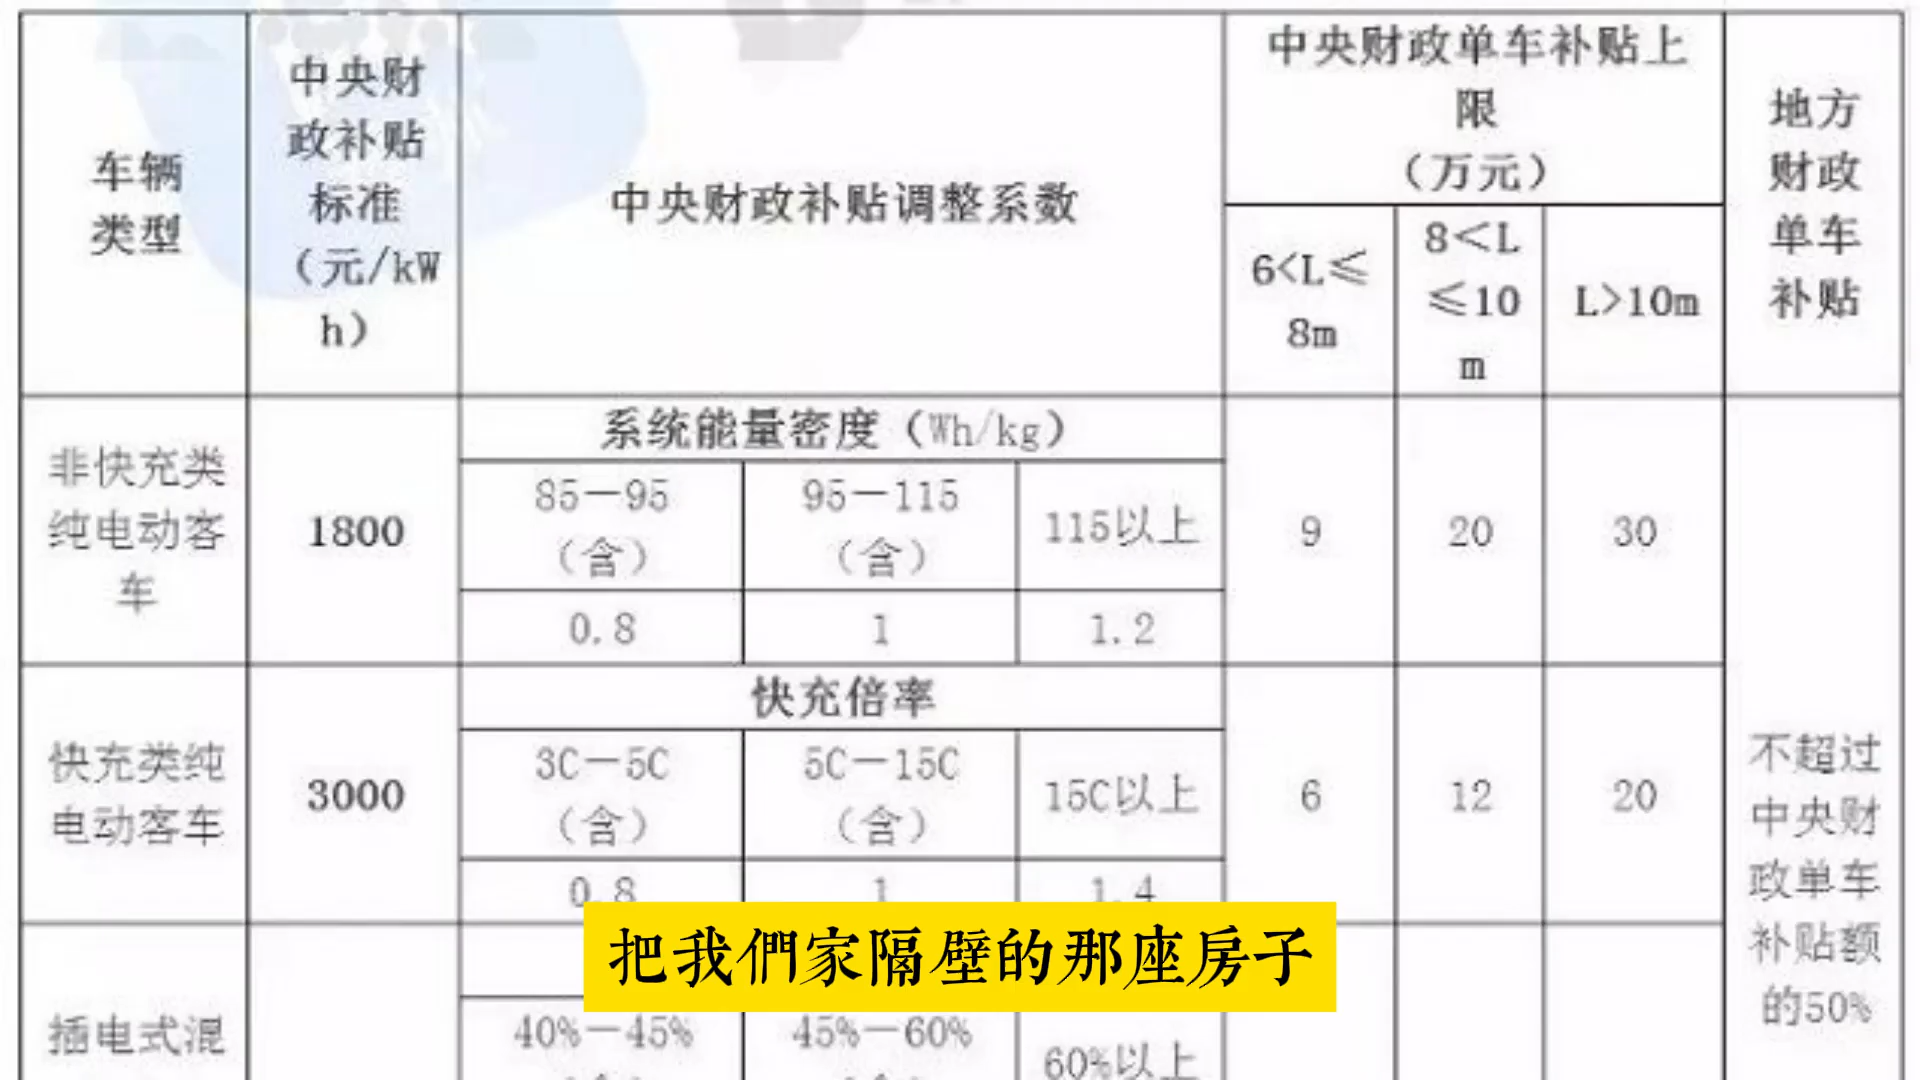 车辆
类型
中央财
政补贴
标准
（元/kW
h）
中央财政补贴调整系数
中央财政单车补贴上
限
（万元）
6<L≤
8m
8<L
≤10
m
L>10m
地方
财政
单车
补贴
非快充类
纯电动客
车
1800
系统能量密度（Wh/kg）
85—95
（含）
95—115
（含）
115以上
0.8
1
1.2
9
20
30
快充类纯
电动客车
3000
快充倍率
3C—5C
（含）
5C—15C
（含）
15C以上
0.8
1
1.4
6
12
20
不超过
中央财
政单车
补贴额
的50%
插电式混
40%—45%
45%—60%
60%以上
把我們家隔壁的那座房子